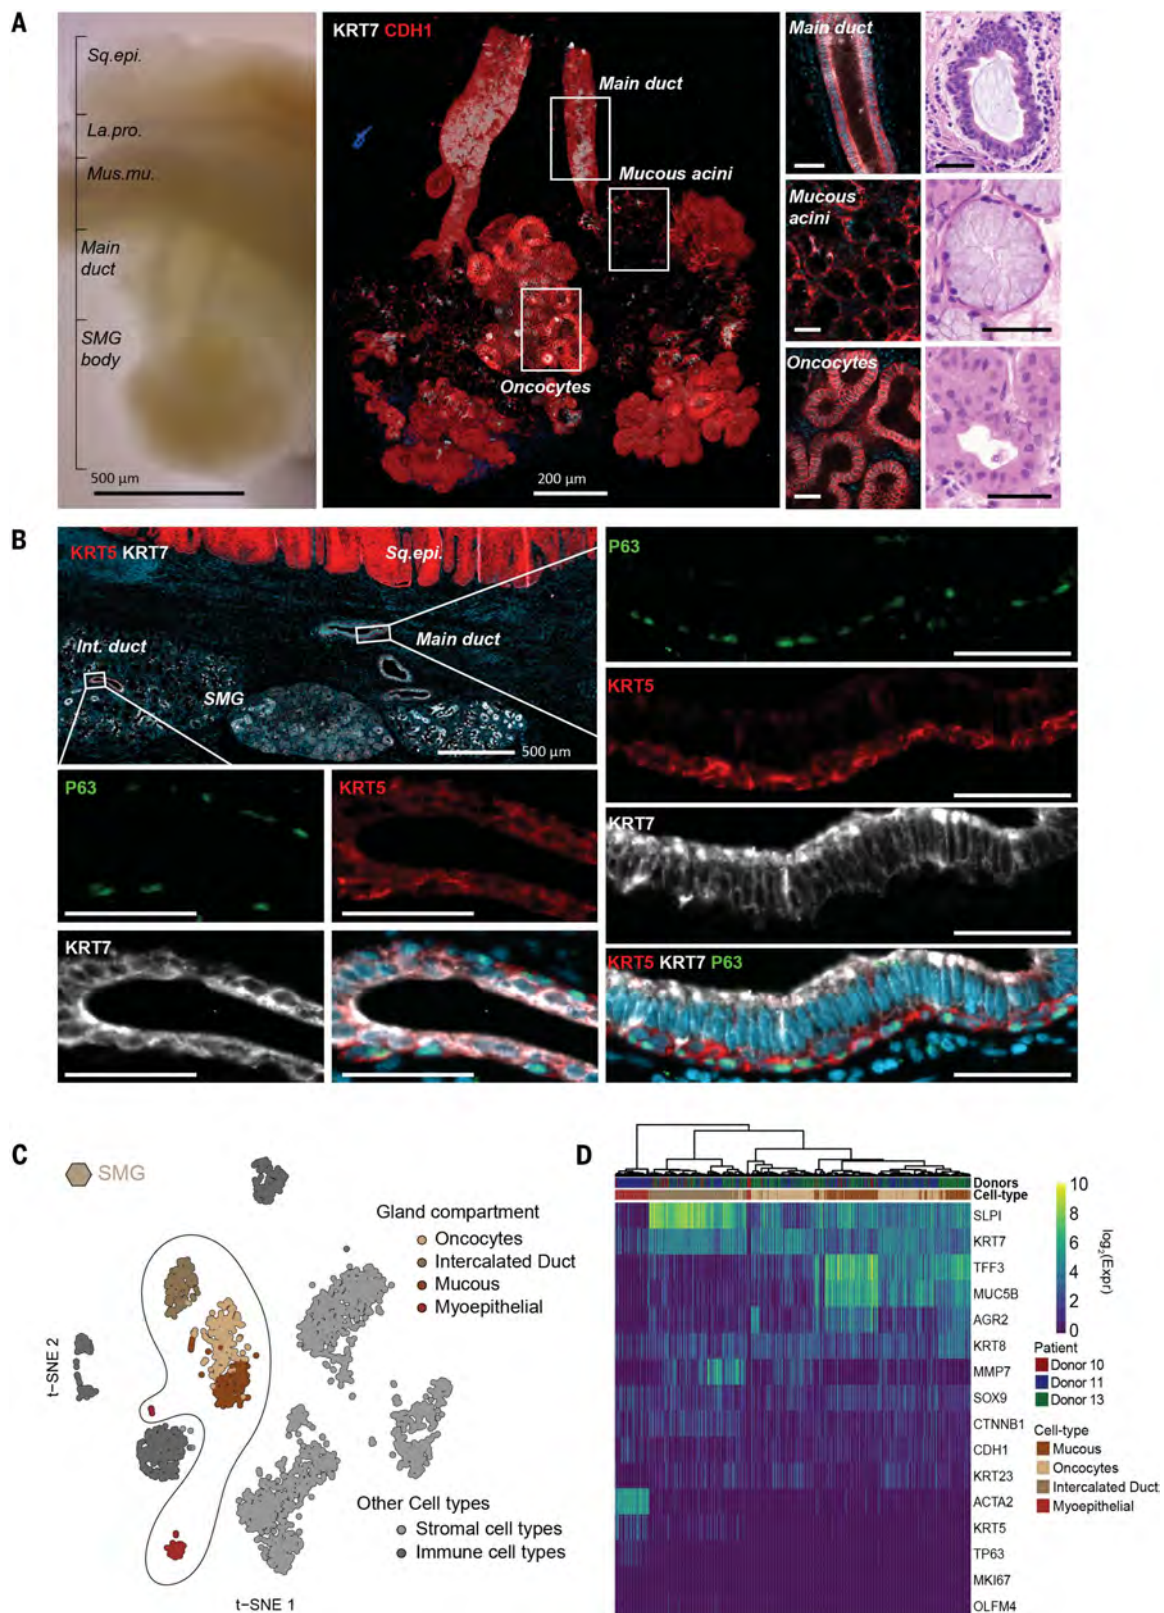 A
Sq.epi.
La.pro.
Mus.mu.
Main
duct
SMG
body
500 µm
KRT7 CDH1
Main duct
Mucous acini
Oncocytes
200 µm
Main duct
Mucous
acini
Oncocytes
B
KRT5 KRT7
Sq.epi.
Main duct
Int. duct
SMG
500 µm
P63
KRT5
KRT7
P63
KRT5
KRT7
KRT5 KRT7 P63
C
SMG
Gland compartment
Oncocytes
Intercalated Duct
Mucous
Myoepithelial
Other Cell types
Stromal cell types
Immune cell types
t−SNE 2
t−SNE 1
D
Donors
Cell-type
SLPI
KRT7
TFF3
MUC5B
AGR2
KRT8
MMP7
SOX9
CTNNB1
CDH1
KRT23
ACTA2
KRT5
TP63
MKI67
OLFM4
10
8
6
4
2
0
log2(Expr)
Patient
Donor 10
Donor 11
Donor 13
Cell-type
Mucous
Oncocytes
Intercalated Duct
Myoepithelial